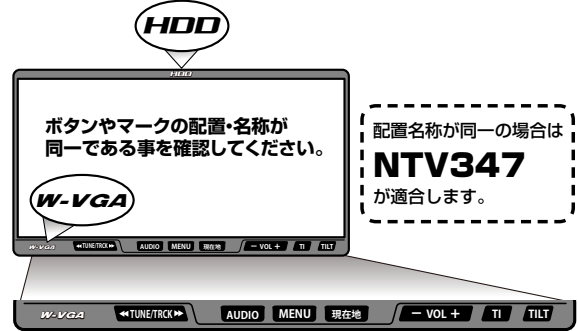 HDD
HDD
ボタンやマークの配置・名称が
同一である事を確認してください。
W-VGA
W-VGA ◀◀TUNE/TRCK▶▶ AUDIO MENU 現在地 − VOL + TI TILT
配置名称が同一の場合は
NTV347
が適合します。
W-VGA ◀◀TUNE/TRCK▶▶ AUDIO MENU 現在地 − VOL + TI TILT